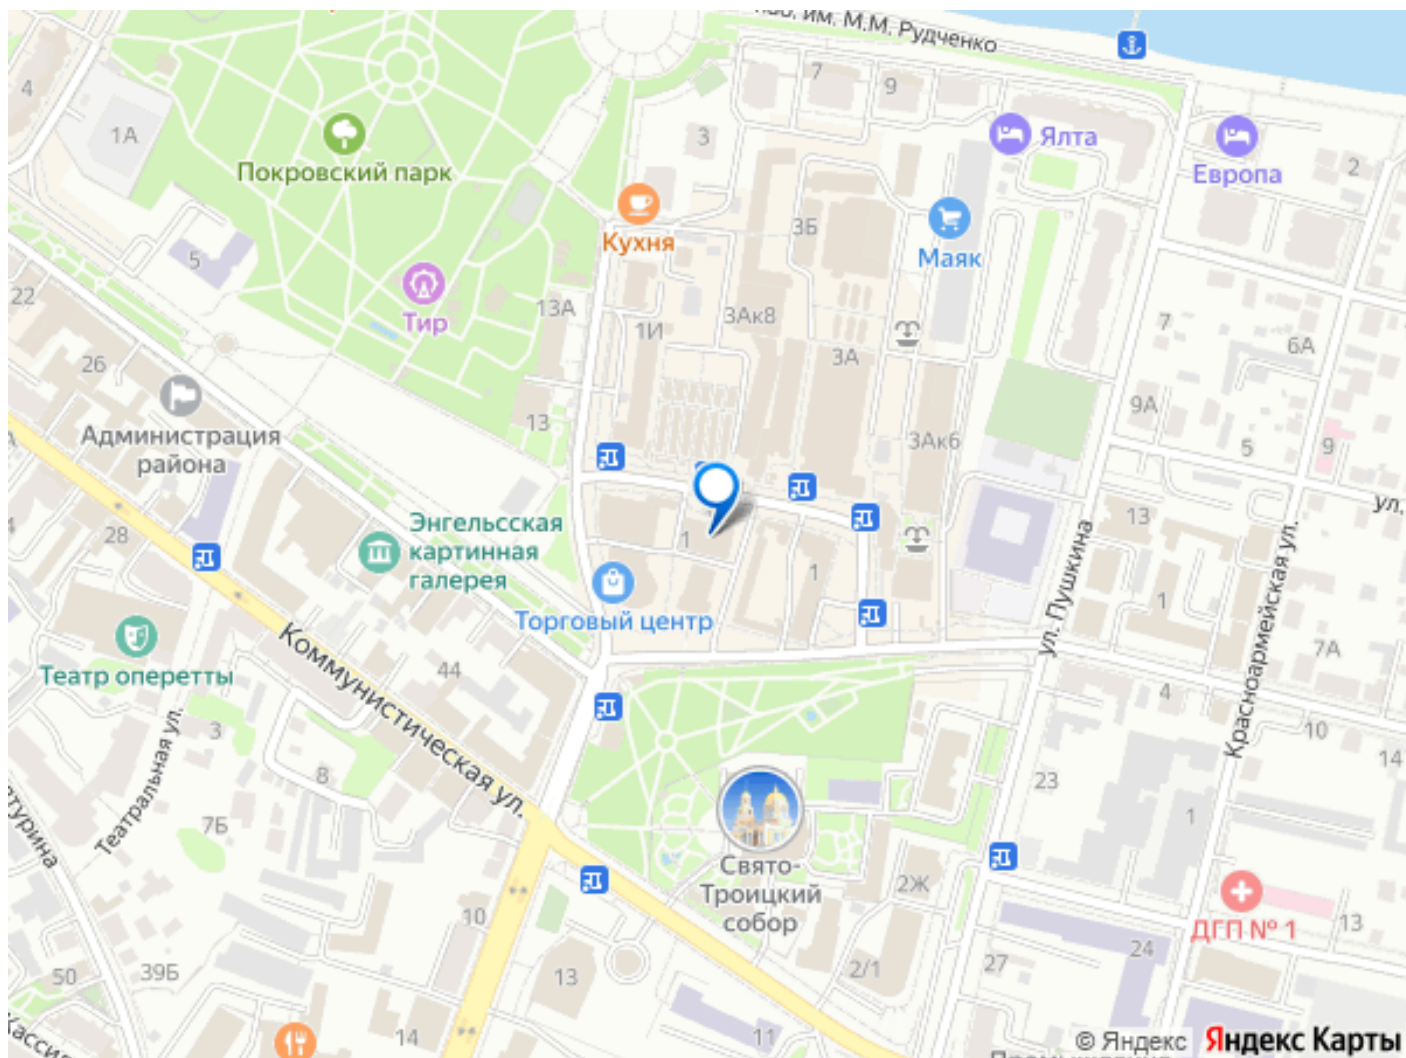 наб. им. М.М. Рудченко
4
7
9
1А
3
Ялта
Европа
2
Покровский парк
Кухня
3Б
Маяк
5
Тир
22
13А
1И
3Ак8
3А
7
6А
26
Администрация
района
13
9А
3Ак6
5
9
ул.
Энгельсская
картинная
галерея
28
1
1
13
ул. Пушкина
Красноармейская ул.
Торговый центр
1
Театр оперетты
Коммунистическая ул.
44
7А
4
3
Театральная ул.
8
10
14
23
7Б
1
Свято-
Троицкий
собор
2Ж
10
ДГП № 1
13
24
39Б
50
13
2/1
27
14
11
© Яндекс Яндекс Карты